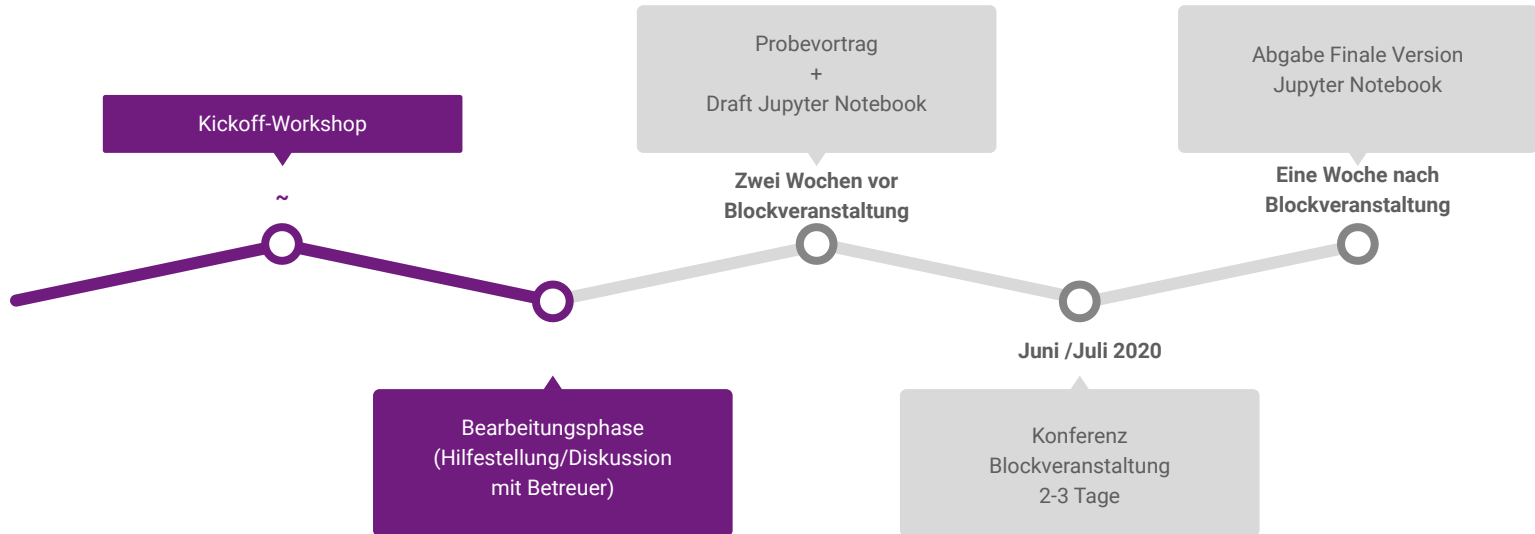 Kickoff-Workshop
~
Bearbeitungsphase
(Hilfestellung/Diskussion
mit Betreuer)
Probevortrag
+
Draft Jupyter Notebook
Zwei Wochen vor
Blockveranstaltung
Juni /Juli 2020
Konferenz
Blockveranstaltung
2-3 Tage
Abgabe Finale Version
Jupyter Notebook
Eine Woche nach
Blockveranstaltung